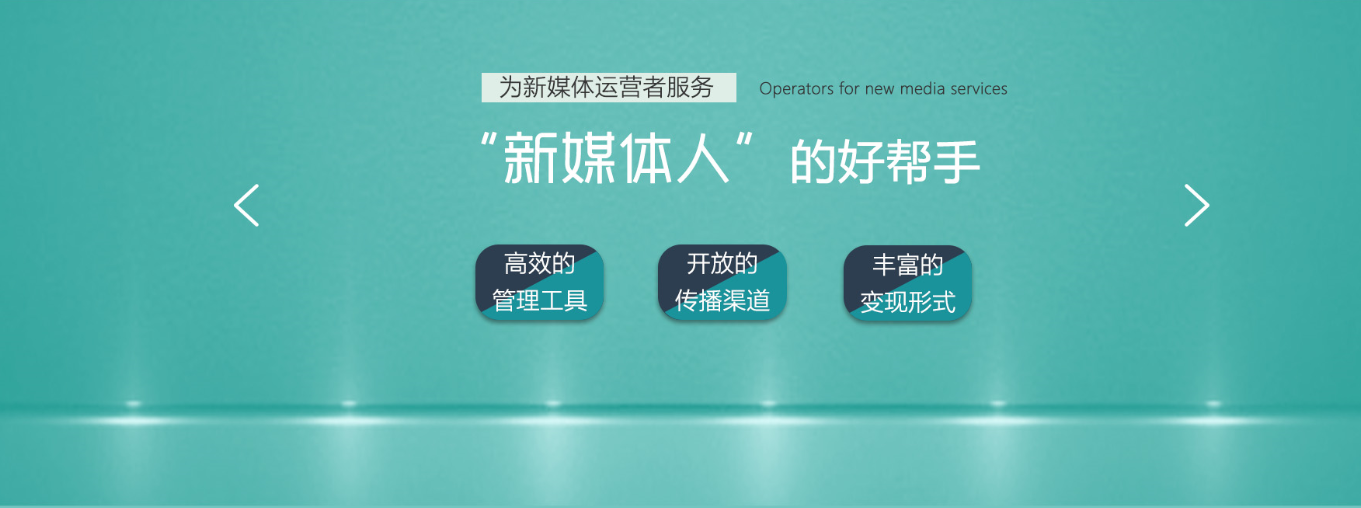 为新媒体运营者服务 Operators for new media services
“新媒体人”的好帮手
高效的
管理工具
开放的
传播渠道
丰富的
变现形式